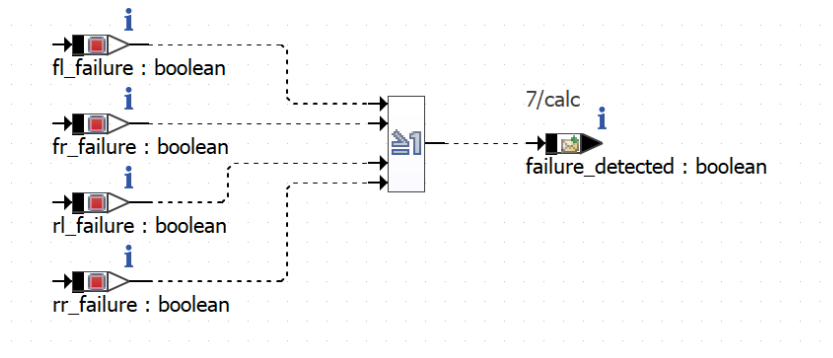 i
fl_failure : boolean
i
fr_failure : boolean
≥1
7/calc
i
failure_detected : boolean
i
rl_failure : boolean
i
rr_failure : boolean